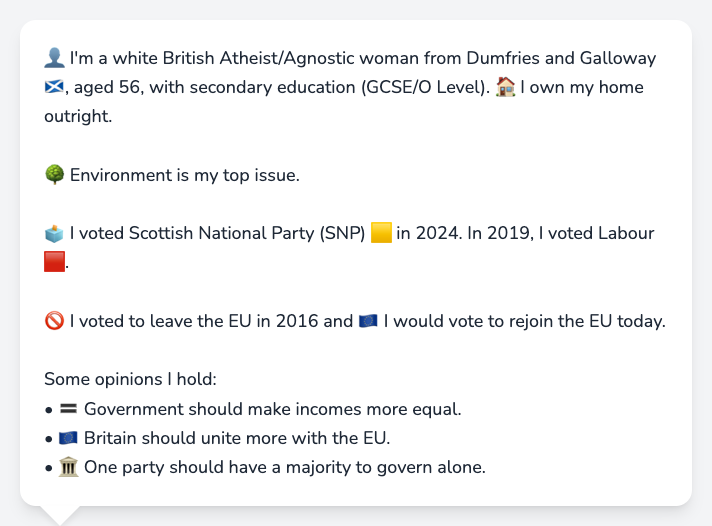 👤 I'm a white British Atheist/Agnostic woman from Dumfries and Galloway
🏴󠁧󠁢󠁳󠁣󠁴󠁿, aged 56, with secondary education (GCSE/O Level). 🏠 I own my home
outright.
🌳 Environment is my top issue.
🗳️ I voted Scottish National Party (SNP) 🟨 in 2024. In 2019, I voted Labour
🟥.
🚫 I voted to leave the EU in 2016 and 🇪🇺 I would vote to rejoin the EU today.
Some opinions I hold:
• 🟰 Government should make incomes more equal.
• 🇪🇺 Britain should unite more with the EU.
• 🏛️ One party should have a majority to govern alone.